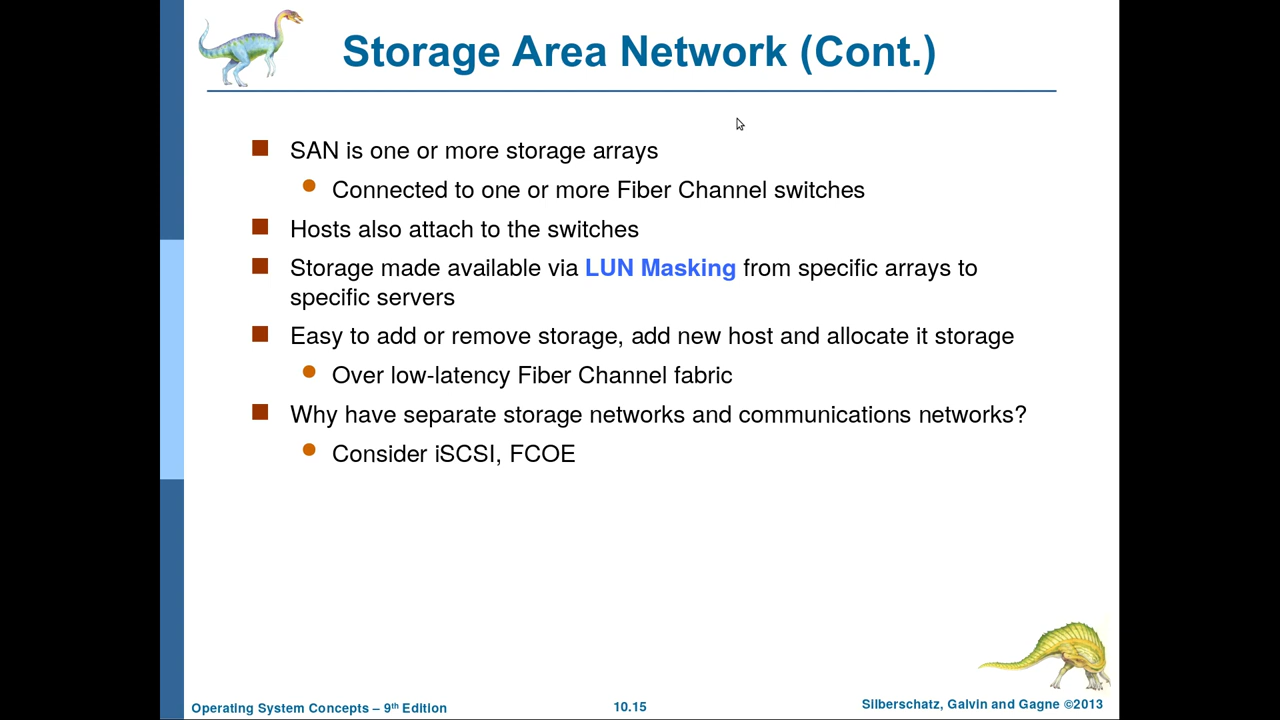 Storage Area Network (Cont.)
SAN is one or more storage arrays
Connected to one or more Fiber Channel switches
Hosts also attach to the switches
Storage made available via LUN Masking from specific arrays to
specific servers
Easy to add or remove storage, add new host and allocate it storage
Over low-latency Fiber Channel fabric
Why have separate storage networks and communications networks?
Consider iSCSI, FCOE
Operating System Concepts – 9th Edition
10.15
Silberschatz, Galvin and Gagne ©2013